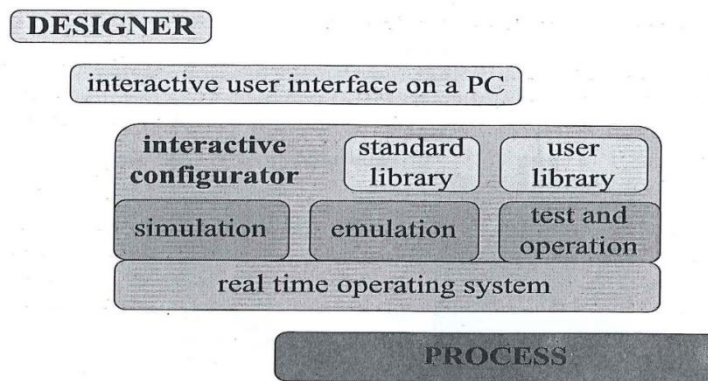 DESIGNER
interactive user interface on a PC
interactive
configurator
standard
library
user
library
simulation
emulation
test and
operation
real time operating system
PROCESS